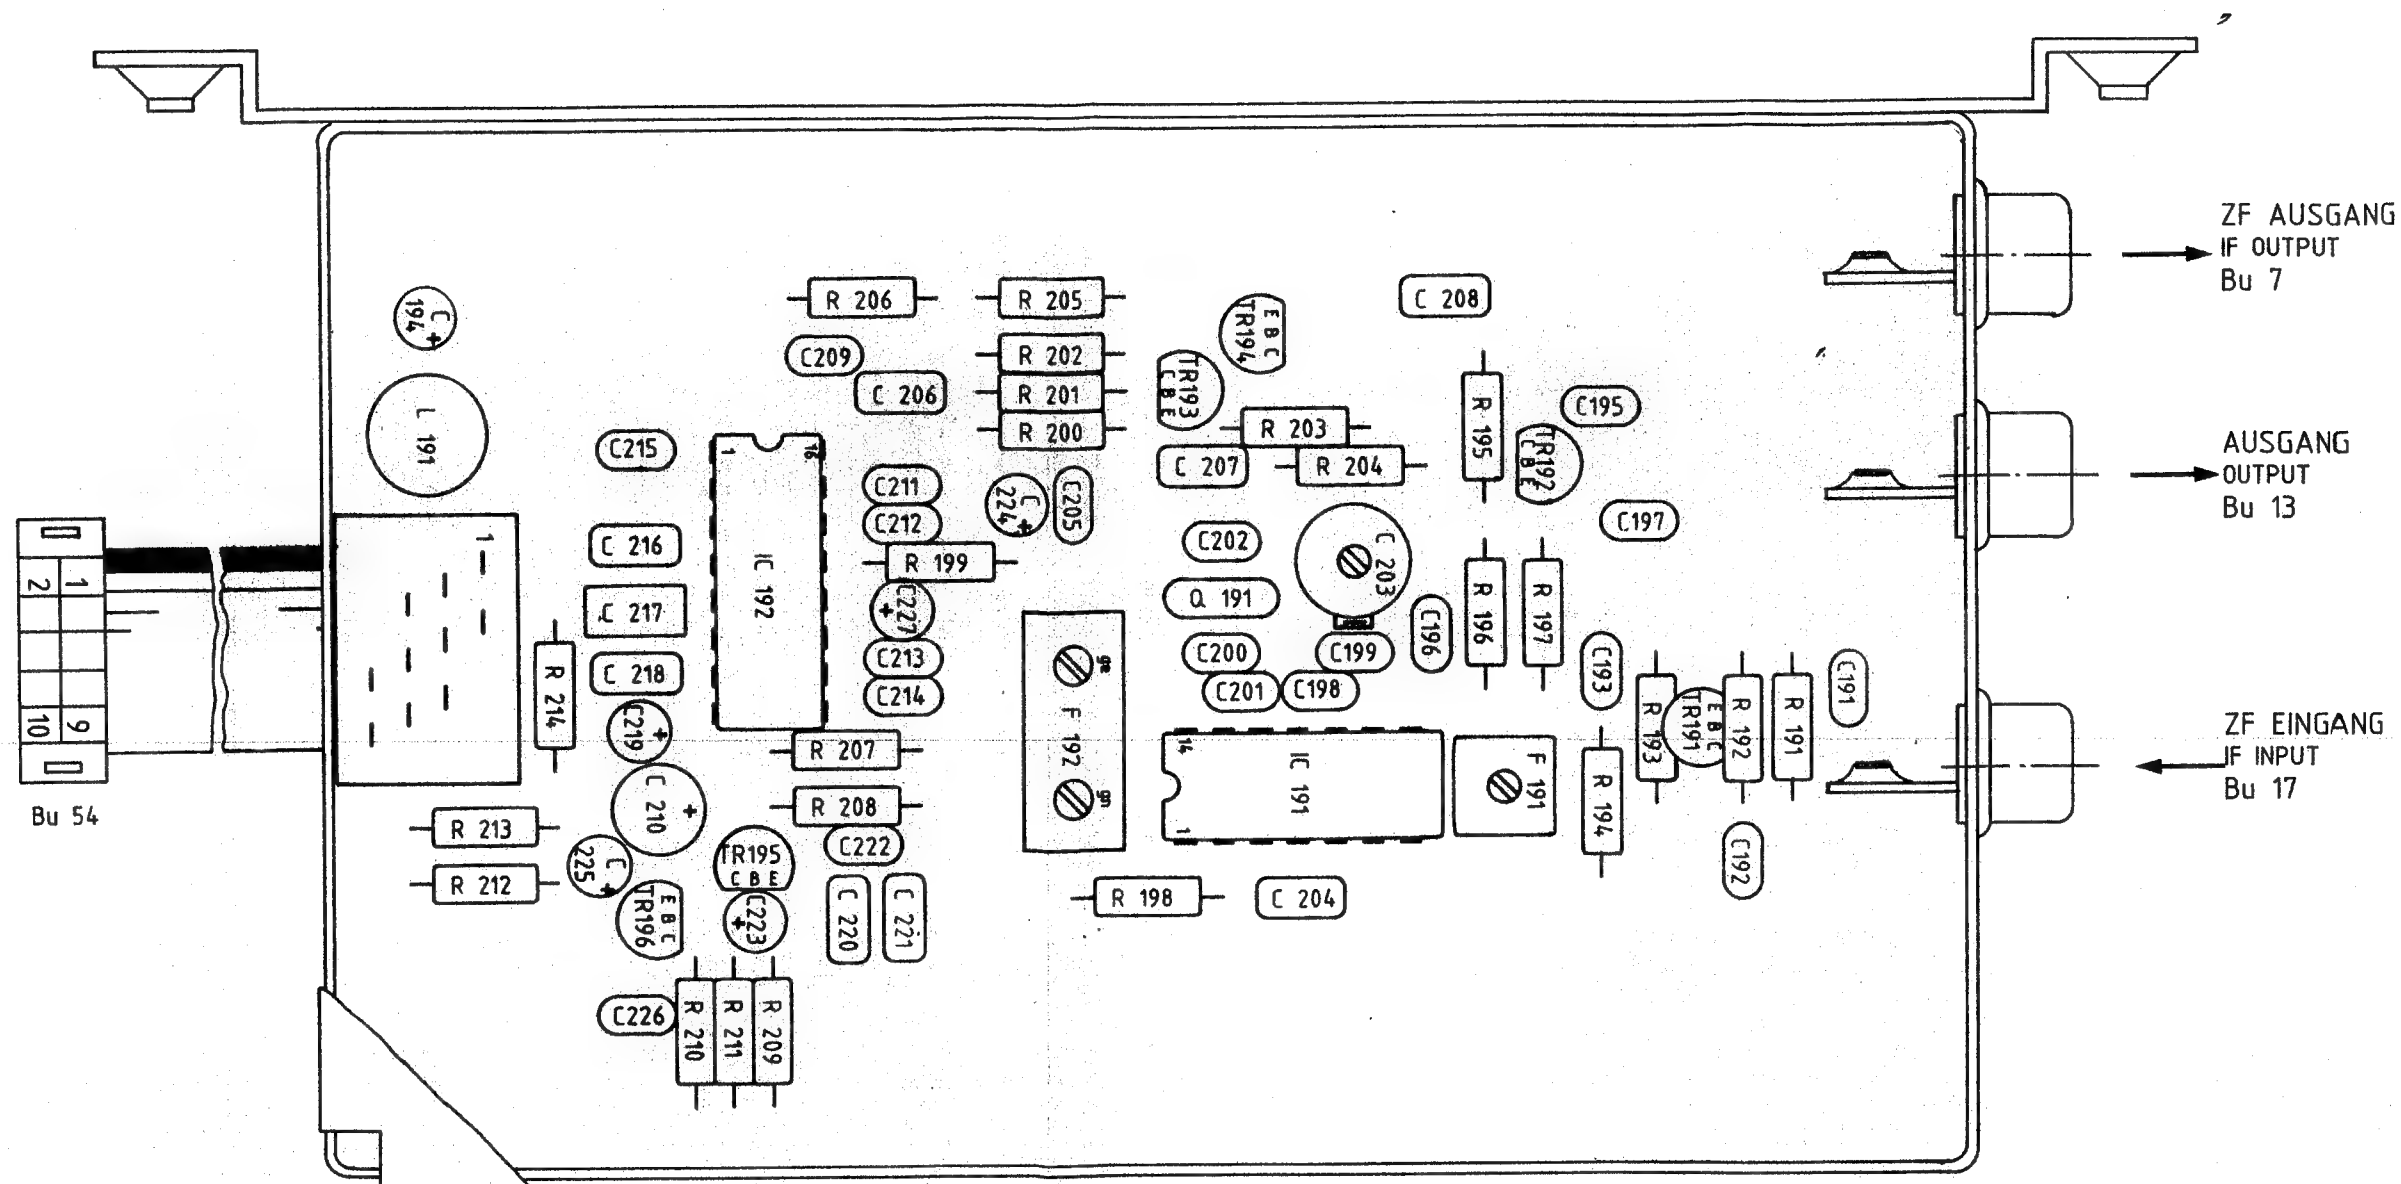 ZF AUSGANG
IF OUTPUT
Bu 7
AUSGANG
OUTPUT
Bu 13
ZF EINGANG
IF INPUT
Bu 17
C 194 +
L 191
R 206
R 205
C209
R 202
C 206
R 201
R 200
TR194
E B C
TR193
C B E
C 208
R 203
C 207
R 204
R 195
C195
TR192
C B E
C197
C215
1
16
IC 192
C211
C212
C 224 +
C205
C 216
R 199
C 217
C227 +
C213
C 218
C214
C202
C 203
Q 191
C200
C199
C201
C198
C196
R 196
R 197
C193
1
1
2
9
10
Bu 54
R 214
C219 +
R 207
C 210 +
R 208
ge
F 192
gn
14
1
IC 191
F 191
R 194
R 193
TR191
E B C
R 192
R 191
C191
C192
R 213
R 212
C 225 +
TR195
C B E
C222
TR196
E B C
C223 +
C 220
C 221
R 198
C 204
C226
R 210
R 211
R 209